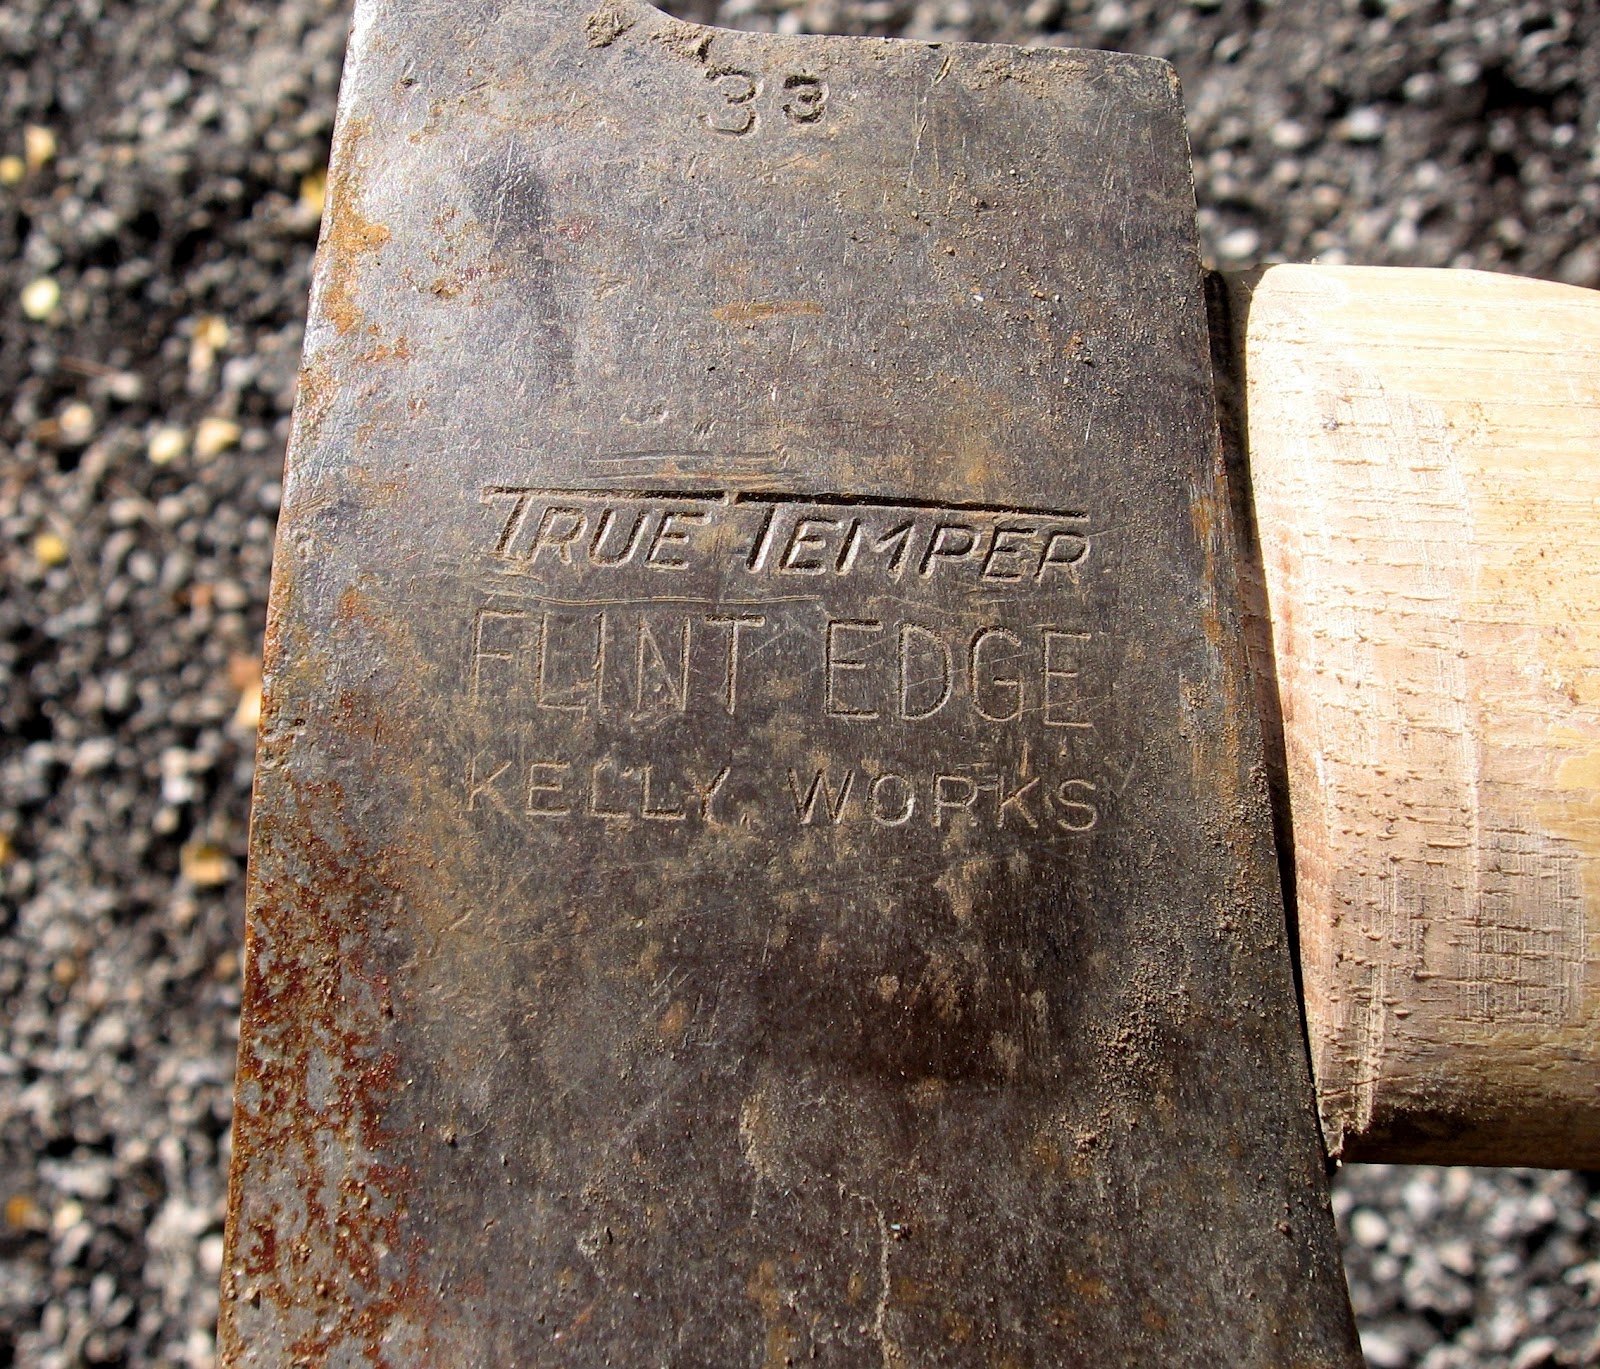 33
TRUE TEMPER
FLINT EDGE
KELLY WORKS